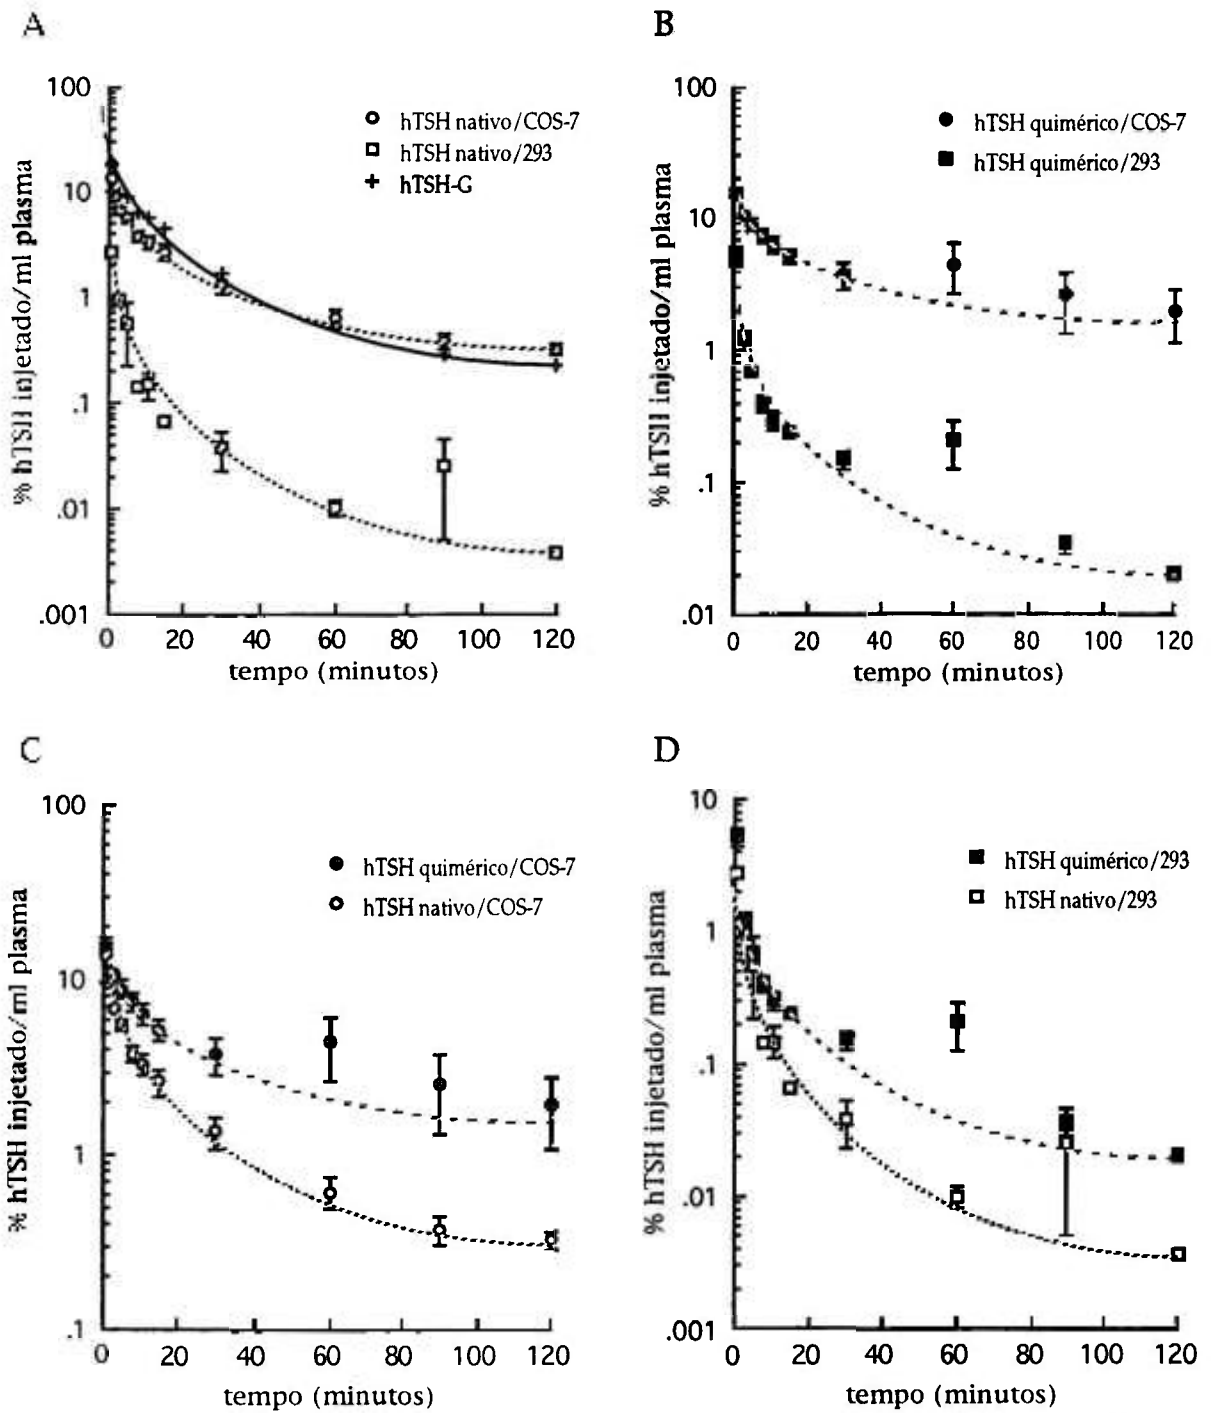 A
% hTSH injetado/ml plasma
100
10
1
.1
.01
.001
0
20
40
60
80
100
120
tempo (minutos)
hTSH nativo/COS-7
hTSH nativo/293
hTSH-G
B
% hTSH injetado/ml plasma
100
10
1
.1
.01
0
20
40
60
80
100
120
tempo (minutos)
hTSH quimérico/COS-7
hTSH quimérico/293
C
% hTSH injetado/ml plasma
100
10
1
.1
0
20
40
60
80
100
120
tempo (minutos)
hTSH quimérico/COS-7
hTSH nativo/COS-7
D
% hTSH injetado/ml plasma
10
1
.1
.01
.001
0
20
40
60
80
100
120
tempo (minutos)
hTSH quimérico/293
hTSH nativo/293